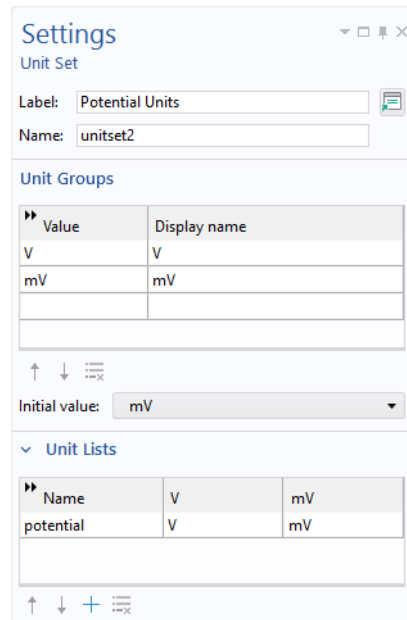 Settings
Unit Set
Label: Potential Units
Name: unitset2
Unit Groups
Value Display name
V V
mV mV
Initial value: mV
Unit Lists
Name V mV
potential V mV